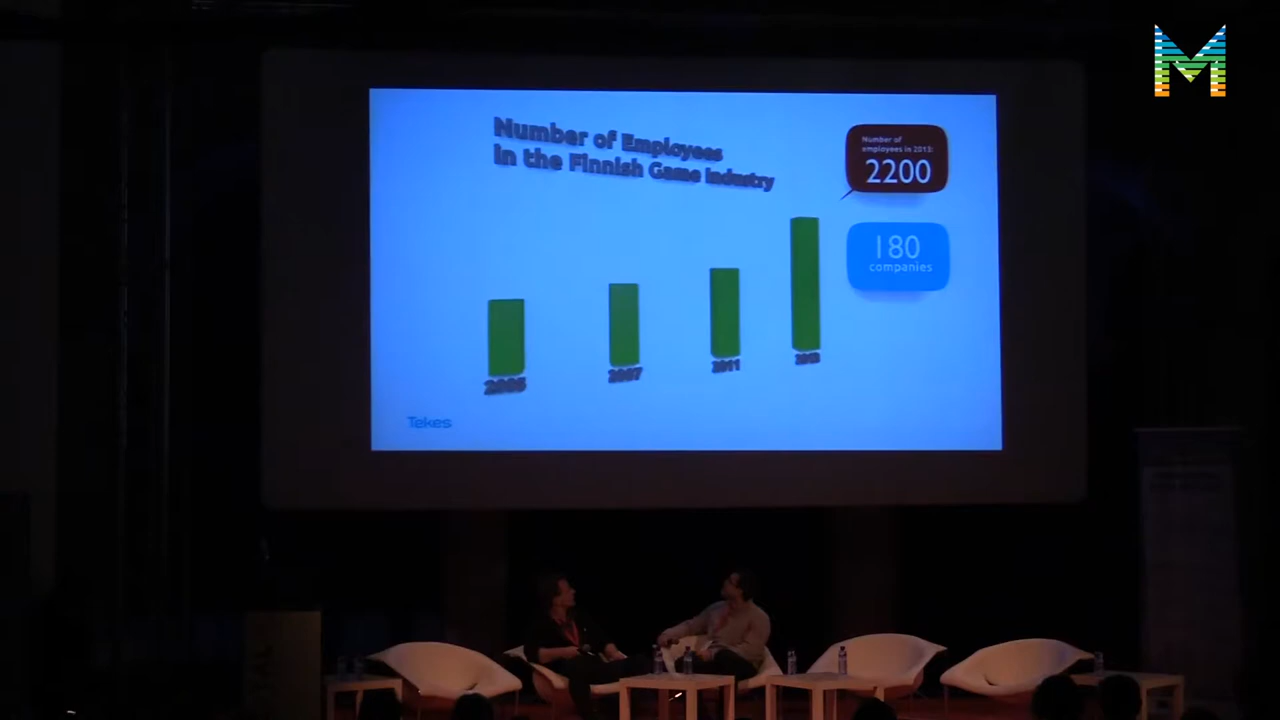 Number of Employees
in the Finnish Game Industry
Number of
employees in 2013:
2200
180
companies
2007
2011
2013
Tekes
M